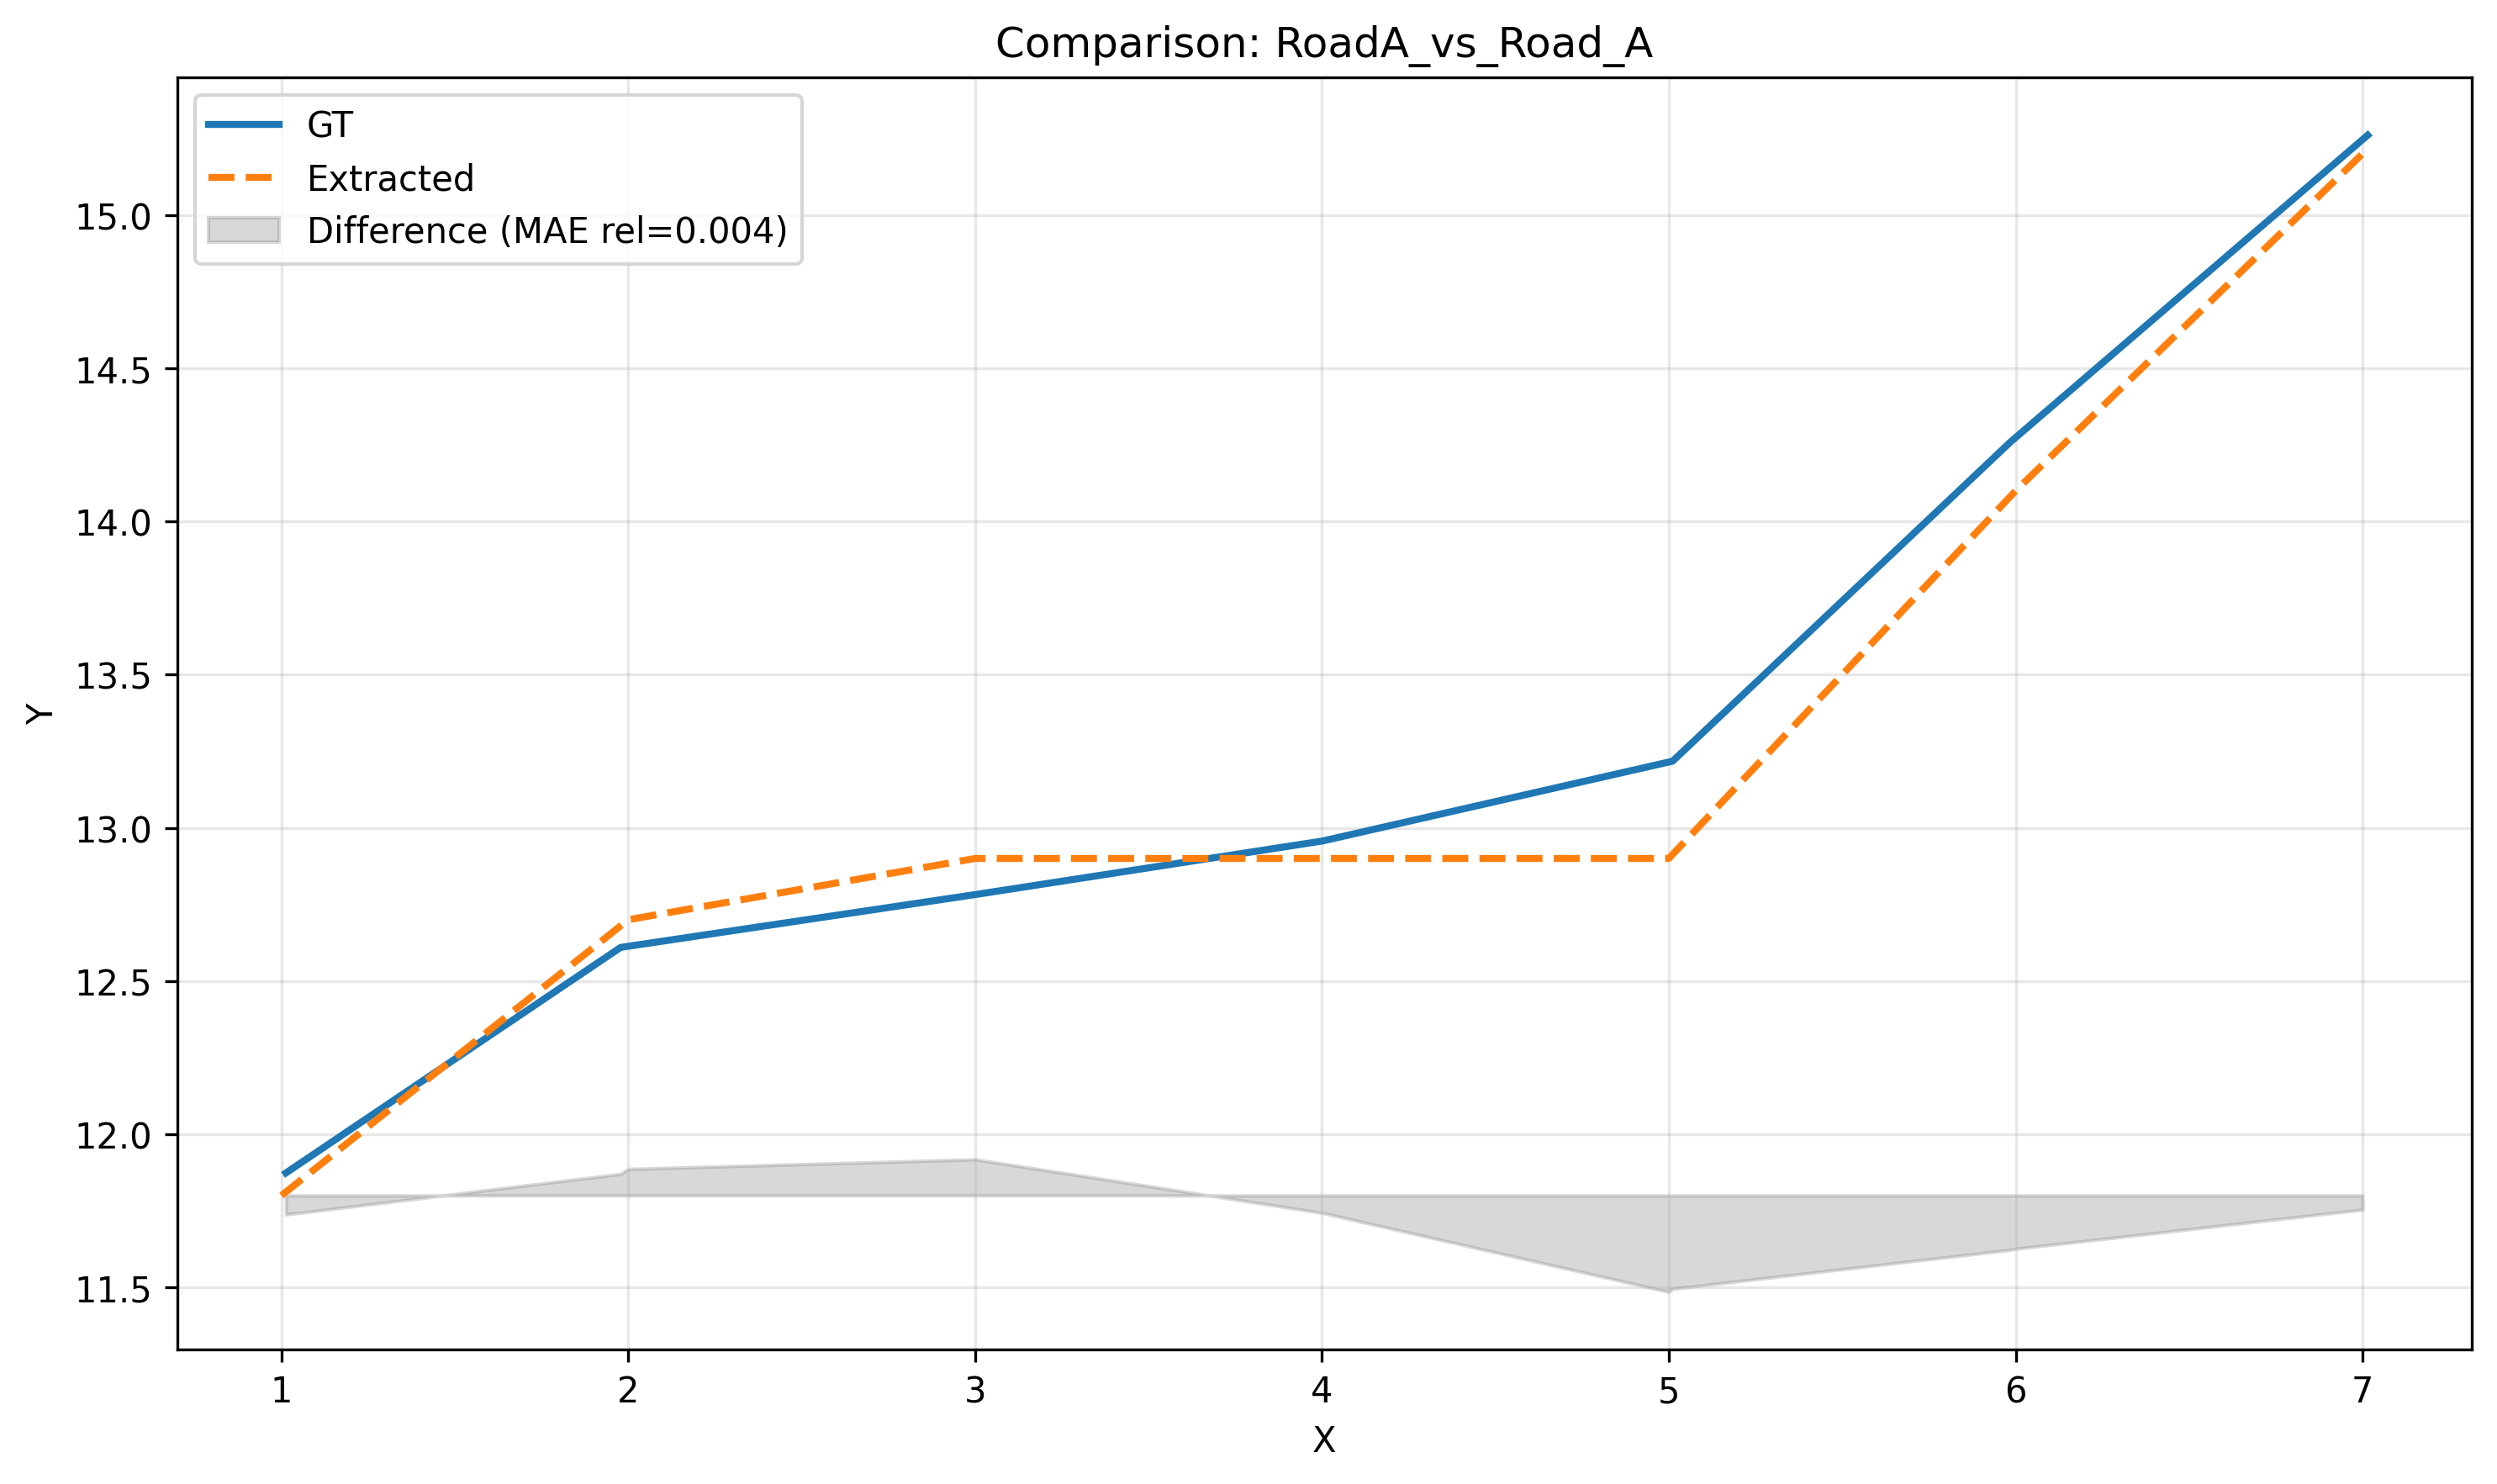 Comparison: RoadA_vs_Road_A
GT
Extracted
Difference (MAE rel=0.004)
15.0
14.5
14.0
13.5
13.0
12.5
12.0
11.5
Y
1 2 3 4 5 6 7
X